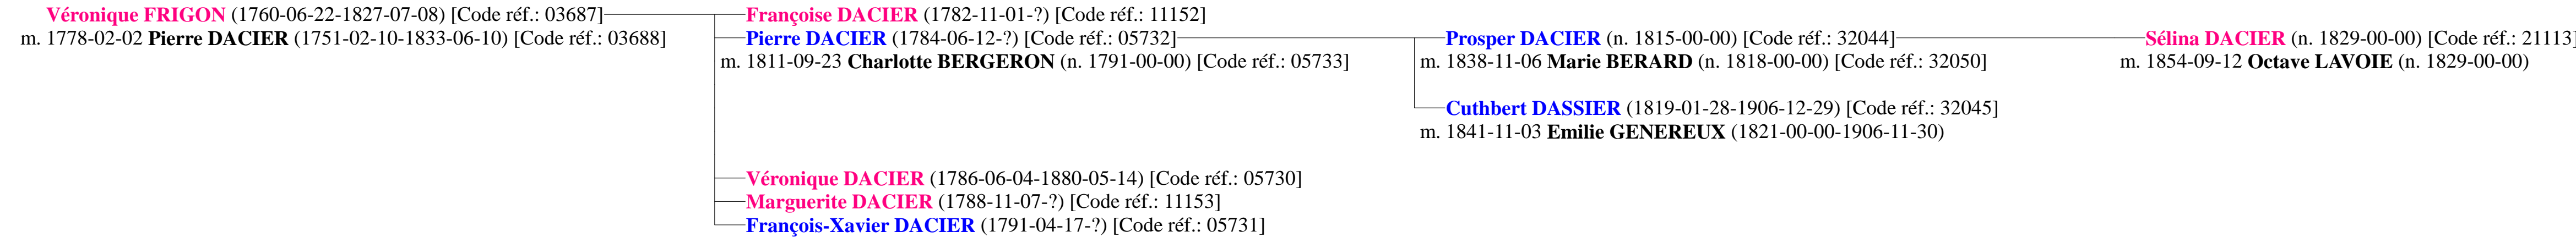 Véronique FRIGON (1760-06-22-1827-07-08) [Code réf.: 03687]
m. 1778-02-02 Pierre DACIER (1751-02-10-1833-06-10) [Code réf.: 03688]
Françoise DACIER (1782-11-01-?) [Code réf.: 11152]
Pierre DACIER (1784-06-12-?) [Code réf.: 05732]
m. 1811-09-23 Charlotte BERGERON (n. 1791-00-00) [Code réf.: 05733]
Prosper DACIER (n. 1815-00-00) [Code réf.: 32044]
m. 1838-11-06 Marie BERARD (n. 1818-00-00) [Code réf.: 32050]
Sélina DACIER (n. 1829-00-00) [Code réf.: 21113]
m. 1854-09-12 Octave LAVOIE (n. 1829-00-00)
Cuthbert DASSIER (1819-01-28-1906-12-29) [Code réf.: 32045]
m. 1841-11-03 Emilie GENEREUX (1821-00-00-1906-11-30)
Véronique DACIER (1786-06-04-1880-05-14) [Code réf.: 05730]
Marguerite DACIER (1788-11-07-?) [Code réf.: 11153]
François-Xavier DACIER (1791-04-17-?) [Code réf.: 05731]